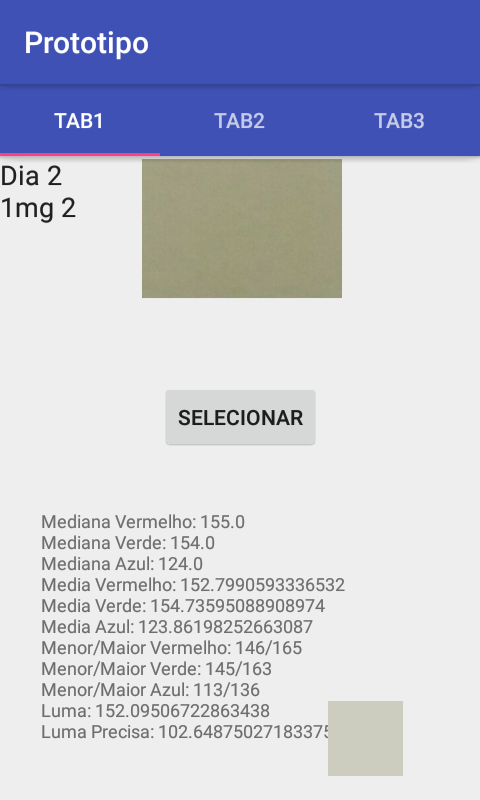 Prototipo
TAB1 TAB2 TAB3
Dia 2
1mg 2
SELECIONAR
Mediana Vermelho: 155.0
Mediana Verde: 154.0
Mediana Azul: 124.0
Media Vermelho: 152.7990593336532
Media Verde: 154.73595088908974
Media Azul: 123.86198252663087
Menor/Maior Vermelho: 146/165
Menor/Maior Verde: 145/163
Menor/Maior Azul: 113/136
Luma: 152.09506722863438
Luma Precisa: 102.64875027183375